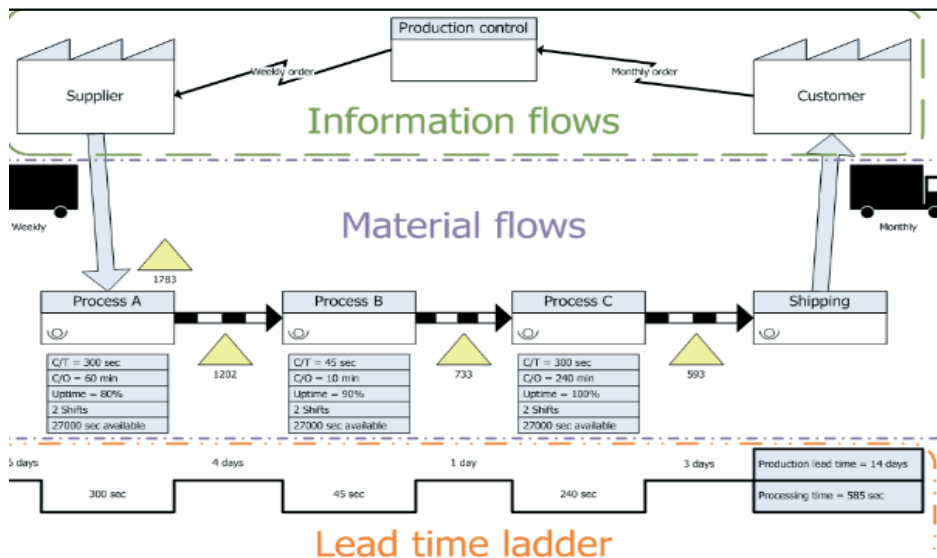 Production control
Weekly order
Monthly order
Supplier
Customer
Information flows
Weekly
Material flows
Monthly
1783
Process A
Process B
Process C
Shipping
1202
733
593
C/T = 300 sec
C/O = 60 min
Uptime = 80%
2 Shifts
27000 sec available
C/T = 45 sec
C/O = 10 min
Uptime = 90%
2 Shifts
27000 sec available
C/T = 300 sec
C/O = 240 min
Uptime = 100%
2 Shifts
27000 sec available
days
4 days
1 day
3 days
Production lead time = 14 days
300 sec
45 sec
240 sec
Processing time = 585 sec
Lead time ladder